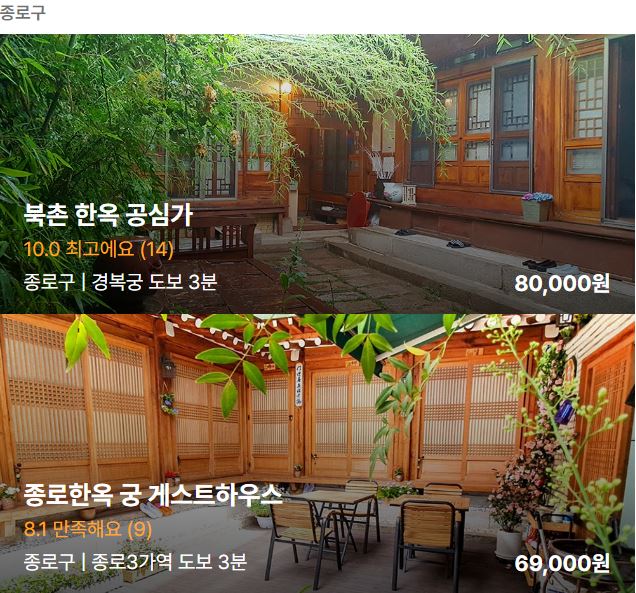 종로구
북촌 한옥 공심가
10.0 최고에요 (14)
종로구 | 경복궁 도보 3분
80,000원
종로한옥 궁 게스트하우스
8.1 만족해요 (9)
종로구 | 종로3가역 도보 3분
69,000원